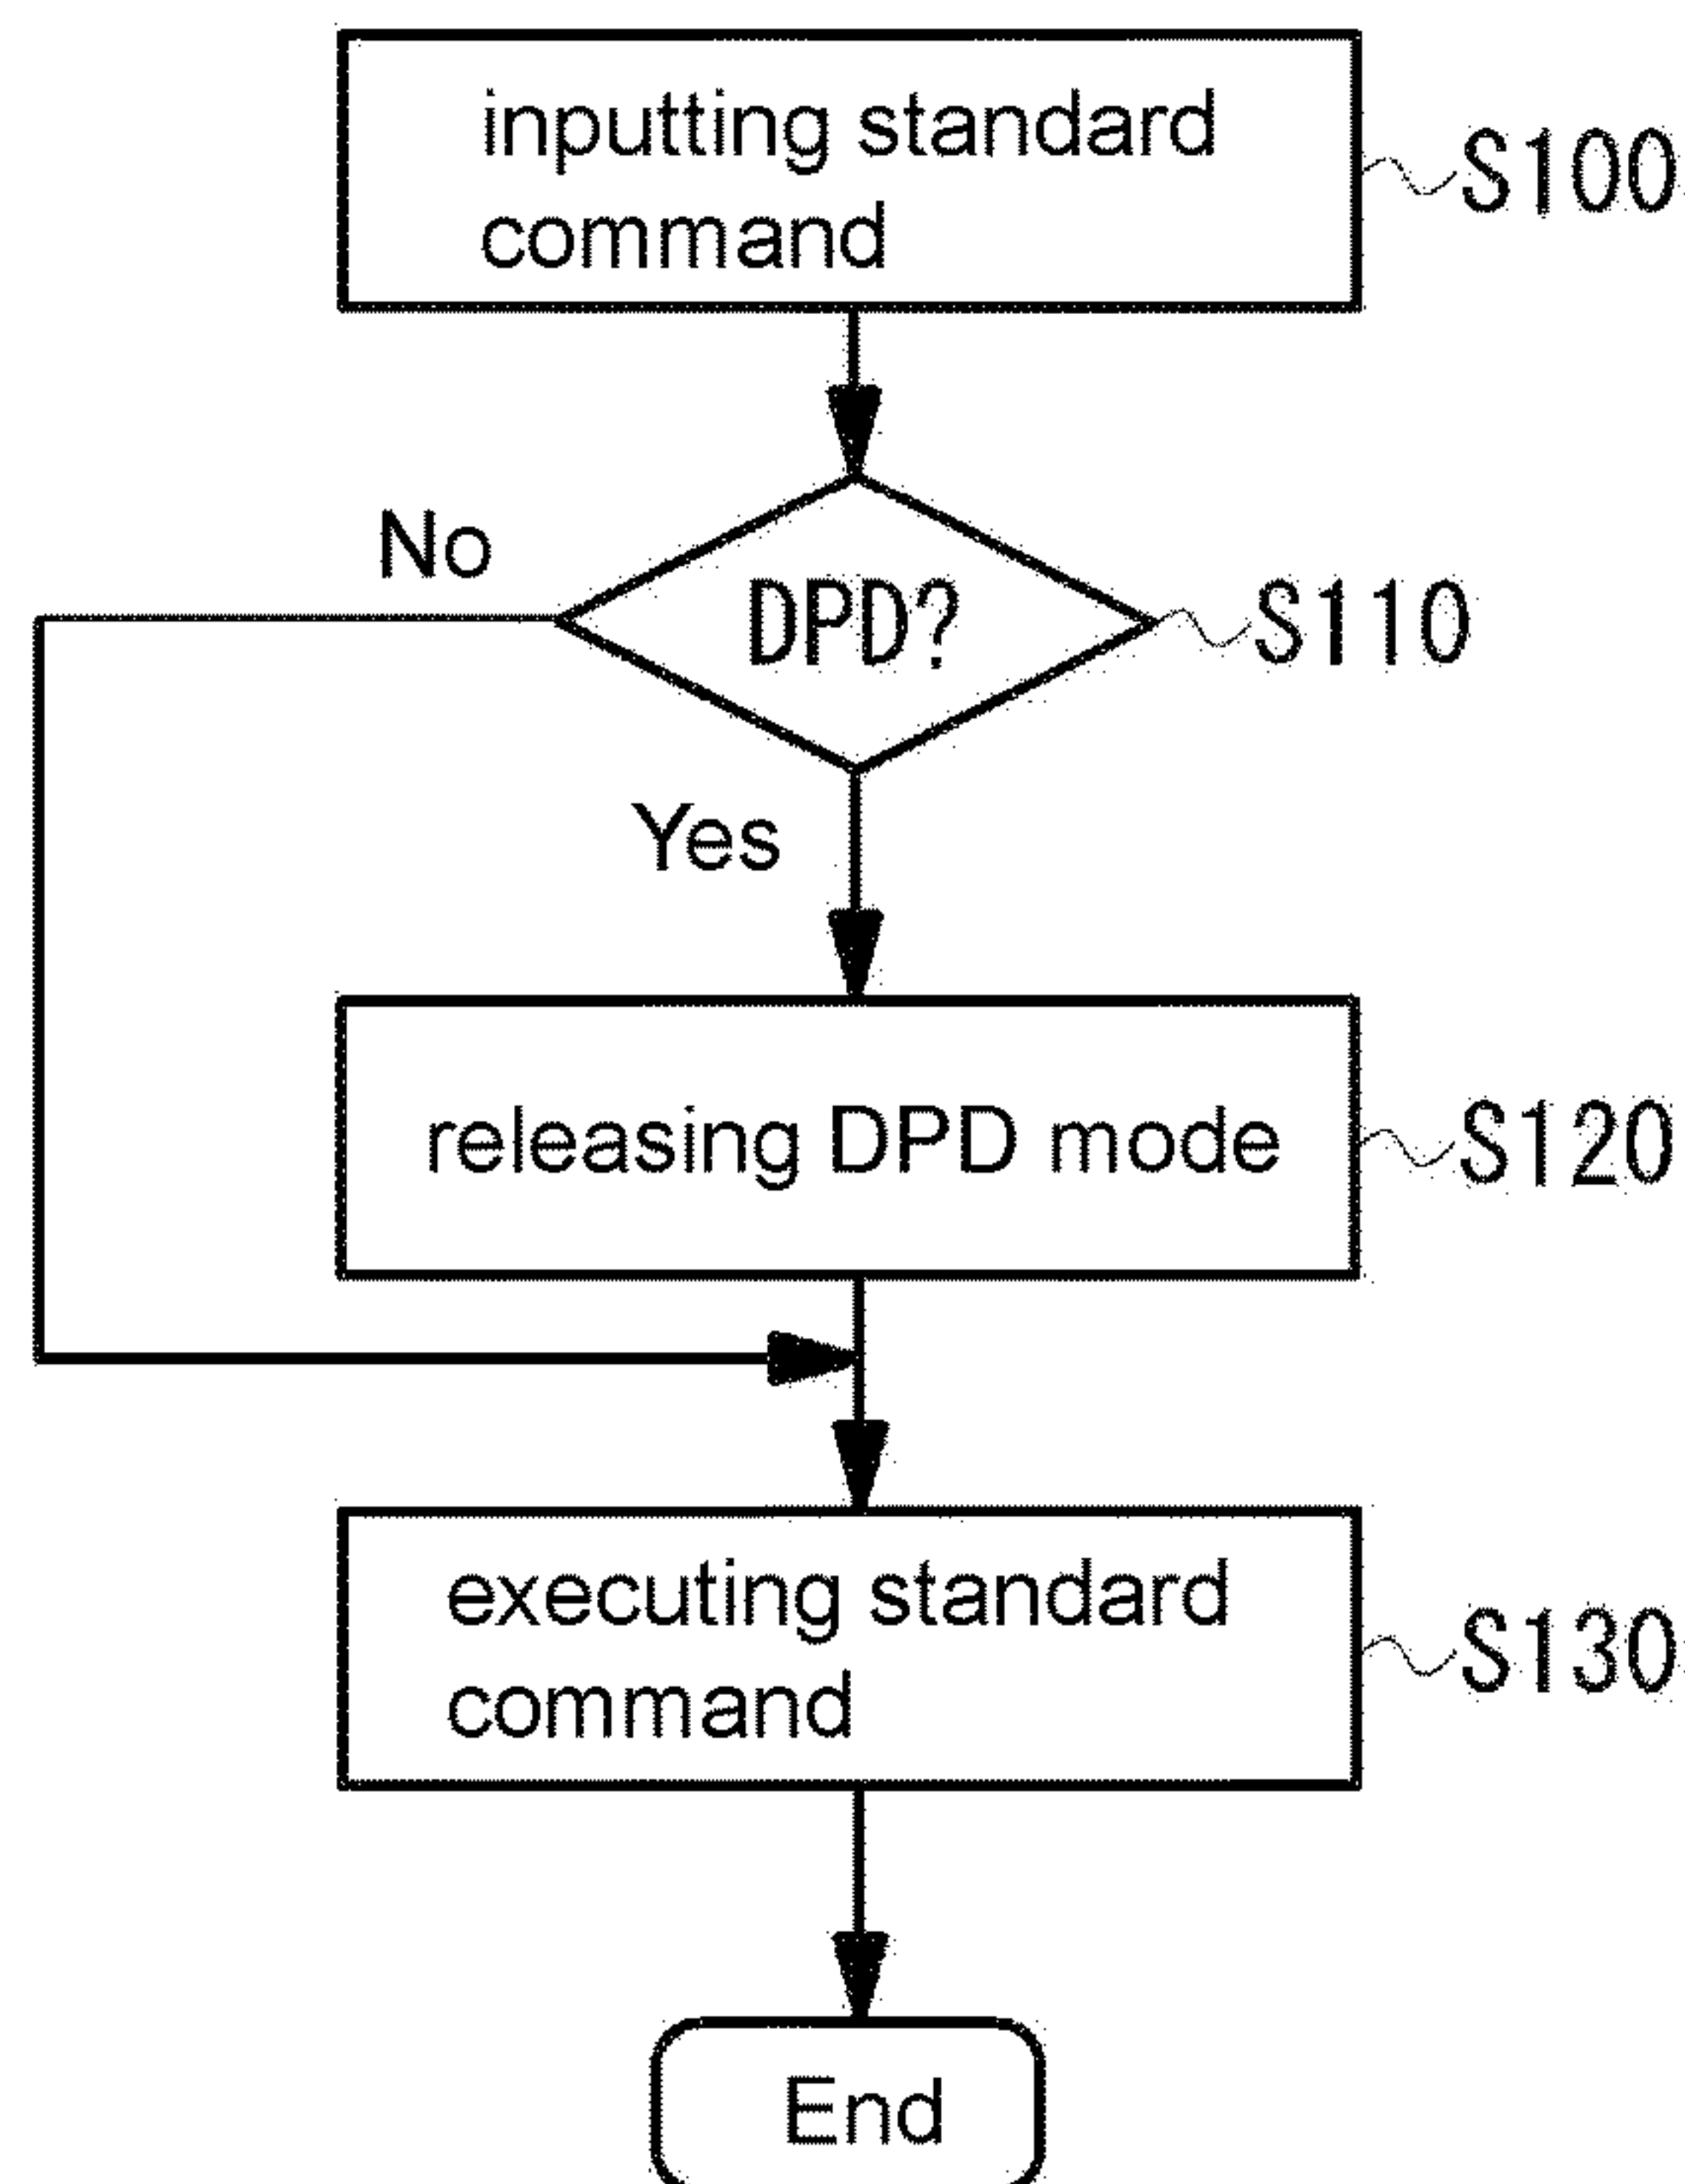 inputting standard
command
S100
No
DPD?
S110
Yes
releasing DPD mode
S120
executing standard
command
S130
End